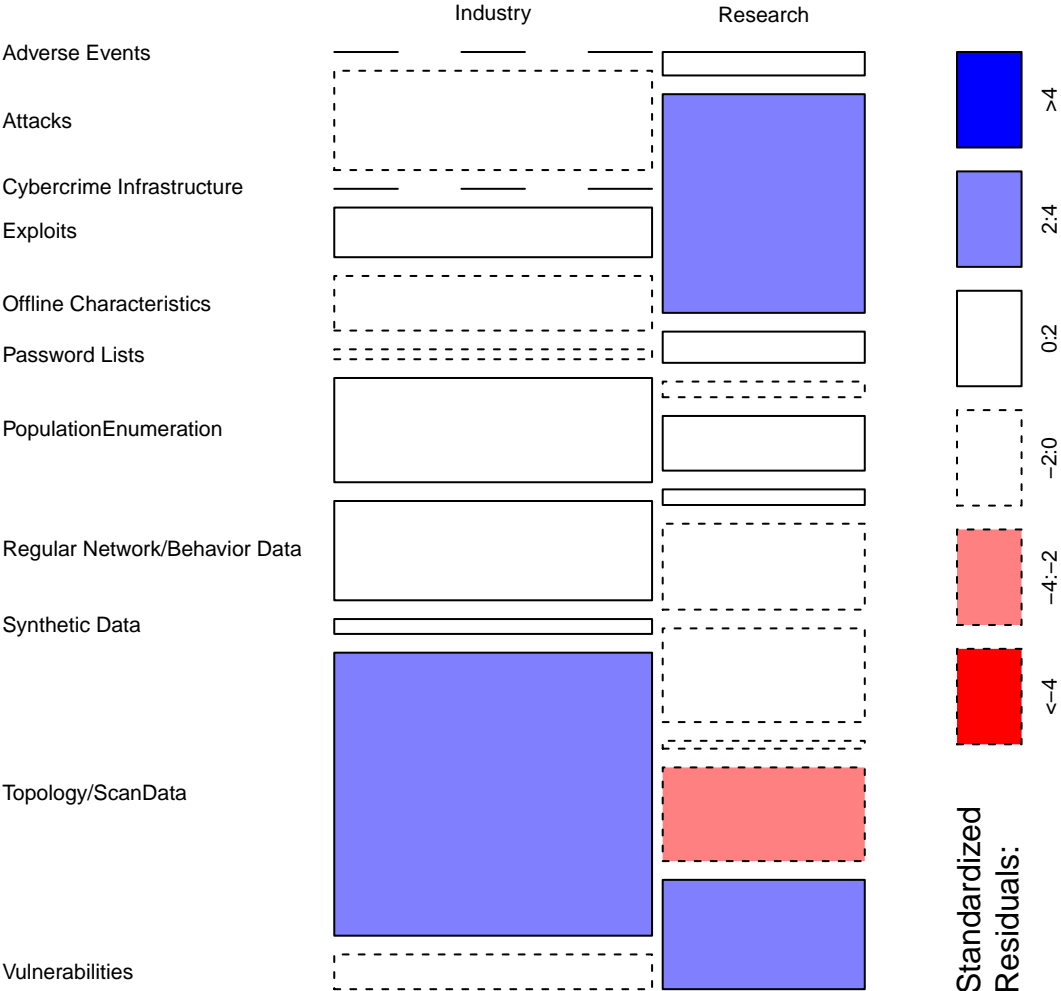 Industry
Research
Adverse Events
Attacks
Cybercrime Infrastructure
Exploits
Offline Characteristics
Password Lists
PopulationEnumeration
Regular Network/Behavior Data
Synthetic Data
Topology/ScanData
Vulnerabilities
>4
2:4
0:2
−2:0
−4:−2
<−4
Standardized
Residuals: